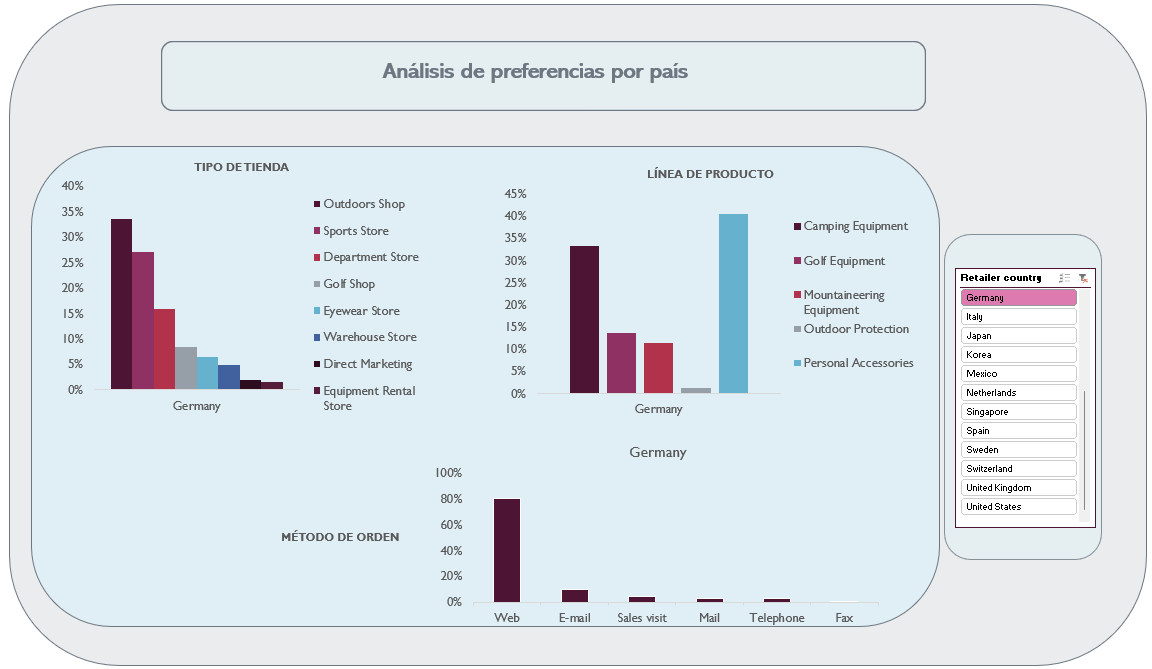 Análisis de preferencias por país
TIPO DE TIENDA
40%
35%
30%
25%
20%
15%
10%
5%
0%
Germany
Outdoors Shop
Sports Store
Department Store
Golf Shop
Eyewear Store
Warehouse Store
Direct Marketing
Equipment Rental
Store
LÍNEA DE PRODUCTO
45%
40%
35%
30%
25%
20%
15%
10%
5%
0%
Germany
Camping Equipment
Golf Equipment
Mountaineering
Equipment
Outdoor Protection
Personal Accessories
Retailer country
Germany
Italy
Japan
Korea
Mexico
Netherlands
Singapore
Spain
Sweden
Switzerland
United Kingdom
United States
MÉTODO DE ORDEN
Germany
100%
80%
60%
40%
20%
0%
Web E-mail Sales visit Mail Telephone Fax